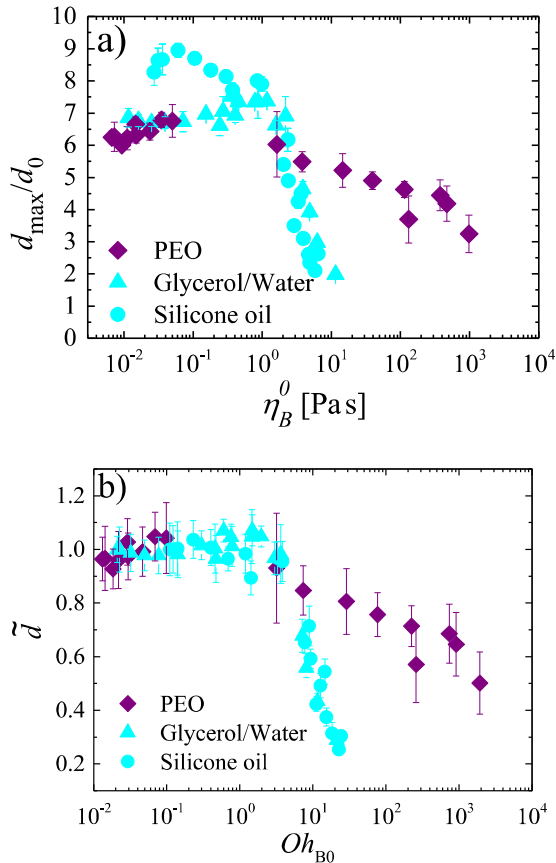 a)
10
9
8
7
6
5
4
3
2
1
0
d_max/d_0
PEO
Glycerol/Water
Silicone oil
10^-2 10^-1 10^0 10^1 10^2 10^3 10^4
η_B^0 [Pas]
b)
1.2
1.0
0.8
0.6
0.4
0.2
d̃
PEO
Glycerol/Water
Silicone oil
10^-2 10^-1 10^0 10^1 10^2 10^3 10^4
Oh_B0